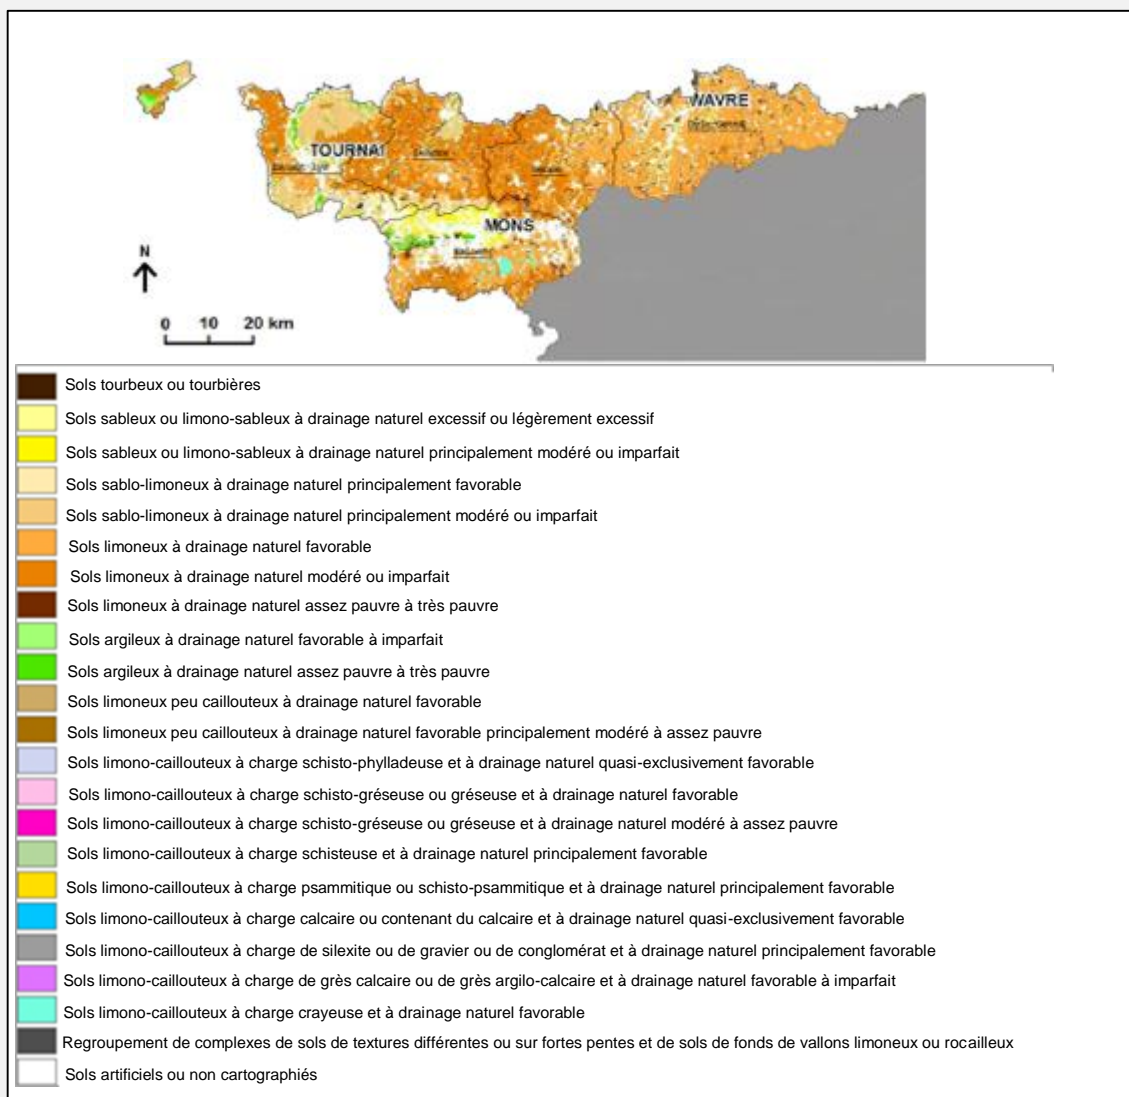 WAVRE
TOURNAI
MONS
N
0 10 20 km
Sols tourbeux ou tourbières
Sols sableux ou limono-sableux à drainage naturel excessif ou légèrement excessif
Sols sableux ou limono-sableux à drainage naturel principalement modéré ou imparfait
Sols sablo-limoneux à drainage naturel principalement favorable
Sols sablo-limoneux à drainage naturel principalement modéré ou imparfait
Sols limoneux à drainage naturel favorable
Sols limoneux à drainage naturel modéré ou imparfait
Sols limoneux à drainage naturel assez pauvre à très pauvre
Sols argileux à drainage naturel favorable à imparfait
Sols argileux à drainage naturel assez pauvre à très pauvre
Sols limoneux peu caillouteux à drainage naturel favorable
Sols limoneux peu caillouteux à drainage naturel favorable principalement modéré à assez pauvre
Sols limono-caillouteux à charge schisto-phylladeuse et à drainage naturel quasi-exclusivement favorable
Sols limono-caillouteux à charge schisto-gréseuse ou gréseuse et à drainage naturel favorable
Sols limono-caillouteux à charge schisto-gréseuse ou gréseuse et à drainage naturel modéré à assez pauvre
Sols limono-caillouteux à charge schisteuse et à drainage naturel principalement favorable
Sols limono-caillouteux à charge psammitique ou schisto-psammitique et à drainage naturel principalement favorable
Sols limono-caillouteux à charge calcaire ou contenant du calcaire et à drainage naturel quasi-exclusivement favorable
Sols limono-caillouteux à charge de silexite ou de gravier ou de conglomérat et à drainage naturel principalement favorable
Sols limono-caillouteux à charge de grès calcaire ou de grès argilo-calcaire et à drainage naturel favorable à imparfait
Sols limono-caillouteux à charge crayeuse et à drainage naturel favorable
Regroupement de complexes de sols de textures différentes ou sur fortes pentes et de sols de fonds de vallons limoneux ou rocailleux
Sols artificiels ou non cartographiés